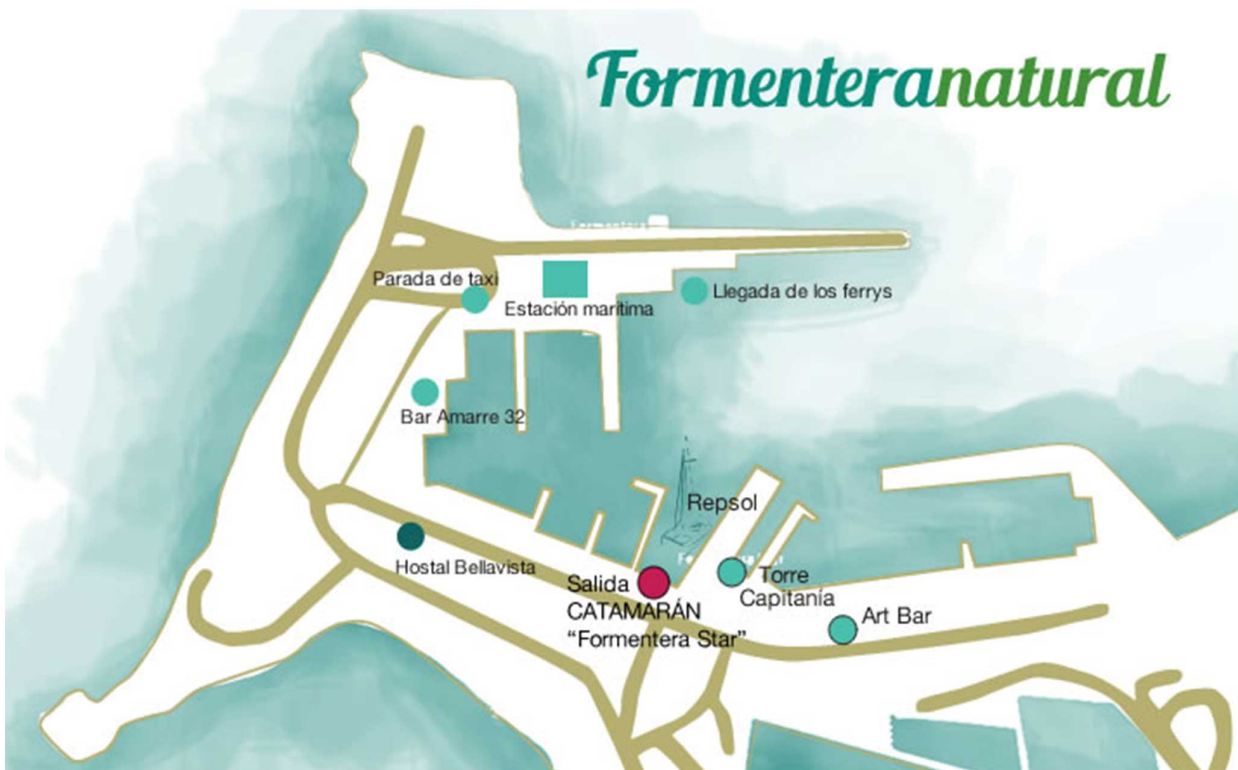 Formenteranatural
Parada de taxi
Estación marítima
Llegada de los ferrys
Bar Amarre 32
Repsol
Hostal Bellavista
Salida
CATAMARÁN
“Formentera Star”
Torre
Capitanía
Art Bar